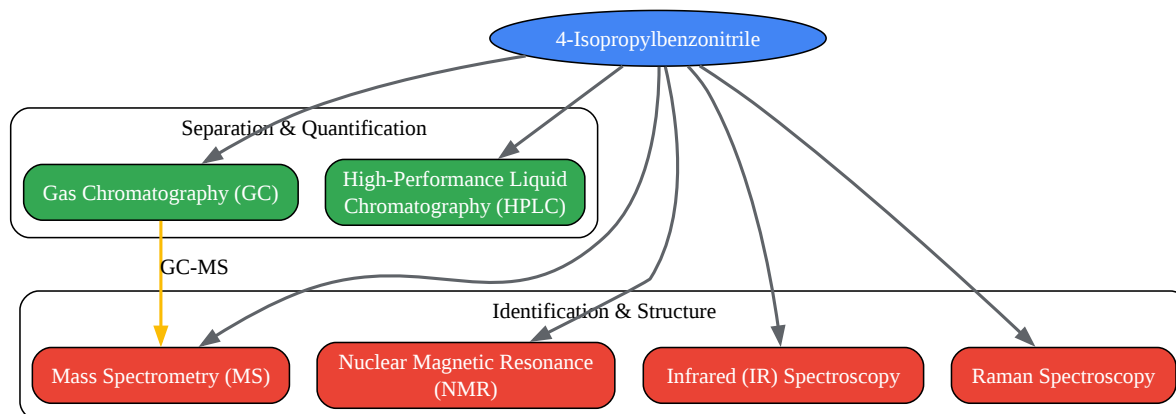 4-Isopropylbenzonitrile
Separation & Quantification
Gas Chromatography (GC)
High-Performance Liquid
Chromatography (HPLC)
GC-MS
Identification & Structure
Mass Spectrometry (MS)
Nuclear Magnetic Resonance
(NMR)
Infrared (IR) Spectroscopy
Raman Spectroscopy